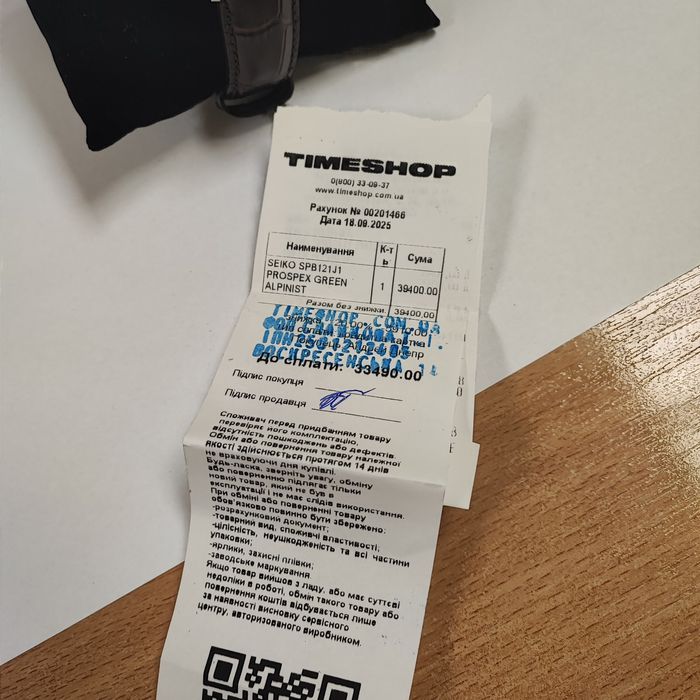 TIMESHOP
0(800) 33-09-37
www.timeshop.com.ua
Рахунок № 00201466
Дата 18.09.2025
Найменування К-ть Сума
SEIKO SPB121J1 PROSPEX GREEN ALPINIST 1 39400.00
Разом без знижки: 39400.00
TIMESHOP.COM.UA
До сплати: 33490.00
Підпис покупця
Підпис продавця
Споживач перед придбанням товару
перевіряє його комплектацію,
відсутність пошкоджень або дефектів.
Обмін або повернення товару належної
якості здійснюється протягом 14 днів
не враховуючи дня купівлі.
Будь-ласка, зверніть увагу, обміну
або поверненню підлягає тільки
новий товар, який не був в
експлуатації і не має слідів використання.
При обміні або поверненні товару
обов'язково повинно бути збережено:
-розрахунковий документ;
-товарний вид, споживчі властивості;
-цілісність, неушкодженість та всі частини
упаковки;
-ярлики, захисні плівки;
-заводське маркування
Якщо товар вийшов з ладу, або має суттєві
недоліки в роботі, обмін такого товару або
повернення коштів відбувається лише
за наявності висновку сервісного
центру, авторизованого виробником.